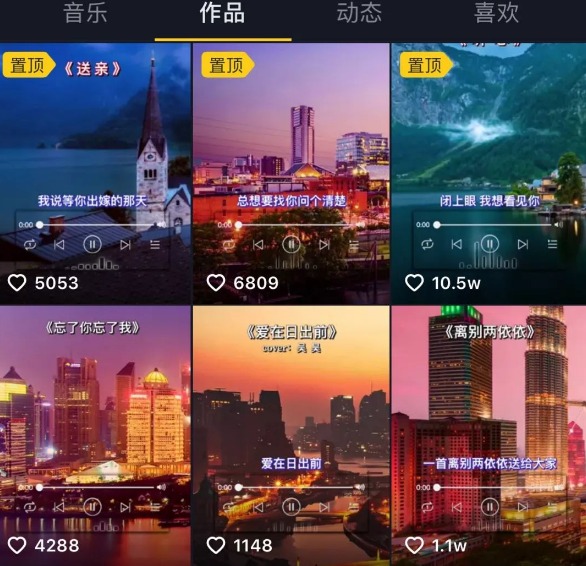 音乐
作品
动态
喜欢
置顶
《送亲》
我说等你出嫁的那天
0:00
5053
置顶
总想要找你问个清楚
0:00
6809
置顶
闭上眼 我想看见你
0:00
10.5w
《忘了你忘了我》
0:00
4288
《爱在日出前》
cover: 吴 吴
爱在日出前
0:00
1148
《离别两依依》
一首离别两依依送给大家
0:00
1.1w